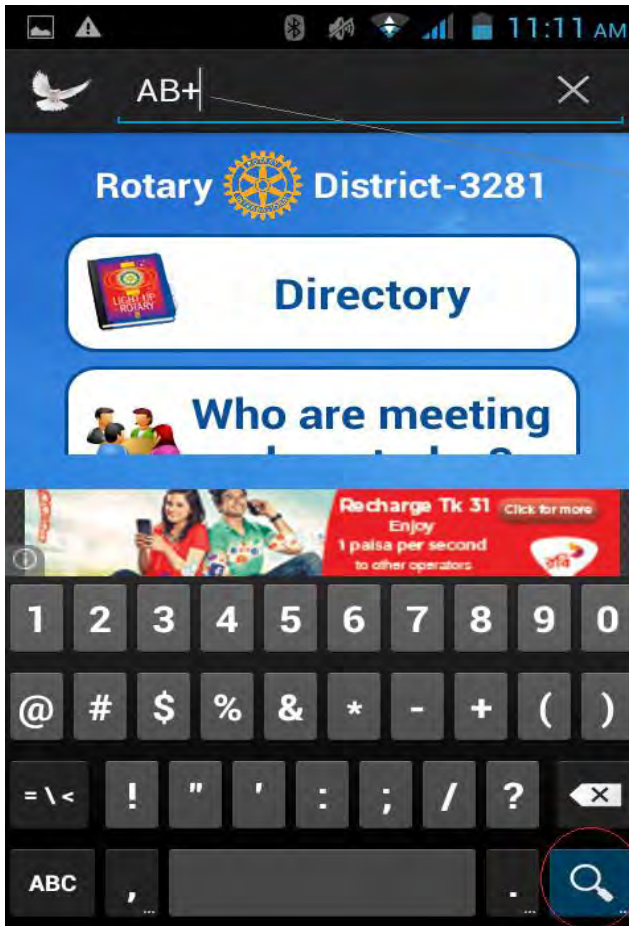 11:11 AM
AB+
Rotary District-3281
Directory
LIGHT UP
ROTARY
Who are meeting
Recharge Tk 31 Click for more
Enjoy
1 paisa per second
to other operators
রবি
1 2 3 4 5 6 7 8 9 0
@ # $ % & * - + ( )
= \ < ! " ' : ; / ?
ABC , ... . ... ...